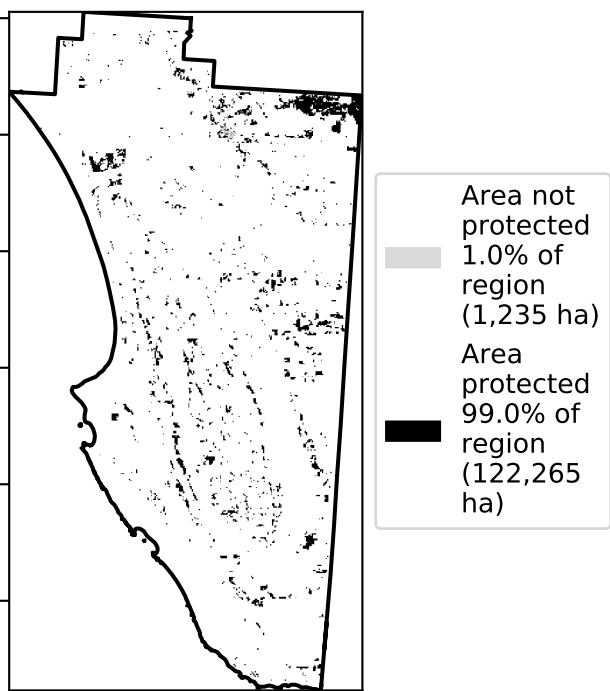 Area not
protected
1.0% of
region
(1,235 ha)
Area
protected
99.0% of
region
(122,265
ha)